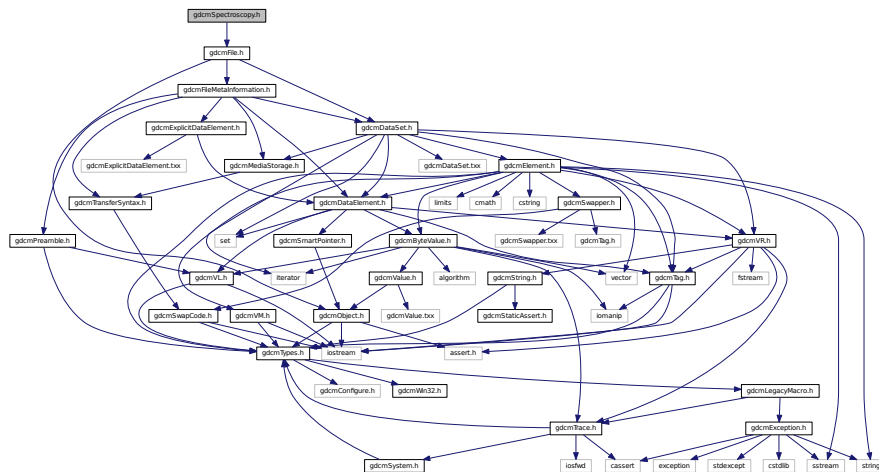 gdcmSpectroscopy.h
gdcmFile.h
gdcmFileMetaInformation.h
gdcmExplicitDataElement.h
gdcmDataSet.h
gdcmExplicitDataElement.txx
gdcmMediaStorage.h
gdcmDataSet.txx
gdcmElement.h
gdcmTransferSyntax.h
gdcmDataElement.h
limits
cmath
cstring
gdcmSwapper.h
gdcmPreamble.h
set
gdcmSmartPointer.h
gdcmByteValue.h
gdcmSwapper.txx
gdcmTag.h
gdcmVR.h
gdcmVL.h
iterator
gdcmValue.h
algorithm
gdcmString.h
vector
gdcmTag.h
fstream
gdcmSwapCode.h
gdcmVM.h
gdcmObject.h
gdcmValue.txx
gdcmStaticAssert.h
iomanip
gdcmTypes.h
iostream
assert.h
gdcmConfigure.h
gdcmWin32.h
gdcmLegacyMacro.h
gdcmTrace.h
gdcmException.h
gdcmSystem.h
iosfwd
cassert
exception
stdexcept
cstdlib
sstream
string